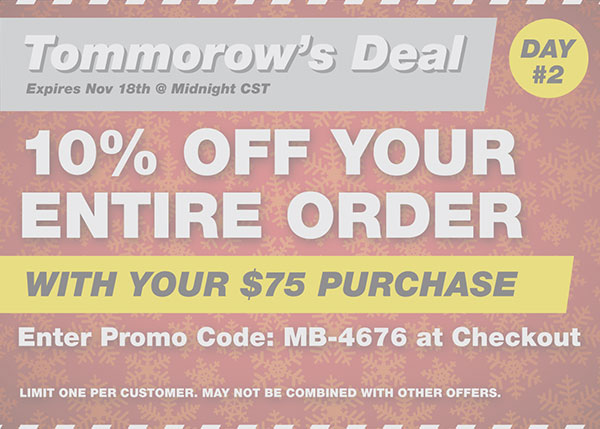 Tommorow's Deal
Expires Nov 18th @ Midnight CST
DAY
#2
10% OFF YOUR
ENTIRE ORDER
WITH YOUR $75 PURCHASE
Enter Promo Code: MB-4676 at Checkout
LIMIT ONE PER CUSTOMER. MAY NOT BE COMBINED WITH OTHER OFFERS.